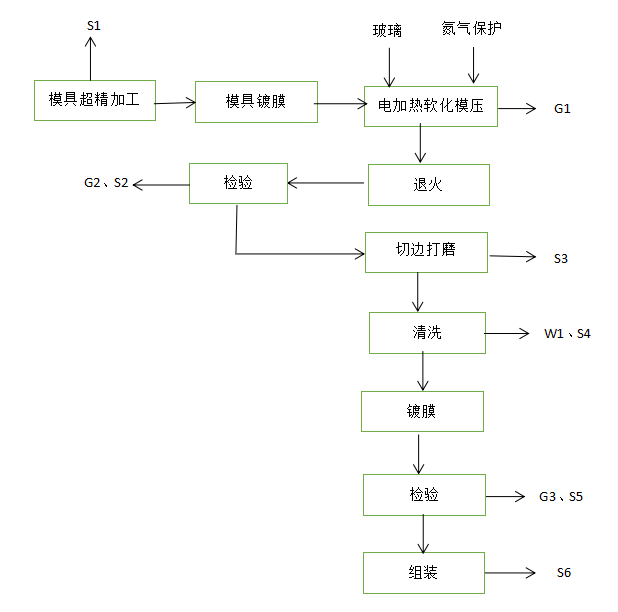 S1
玻璃
氮气保护
模具超精加工
模具镀膜
电加热软化模压
G1
G2、S2
检验
退火
切边打磨
S3
清洗
W1、S4
镀膜
检验
G3、S5
组装
S6